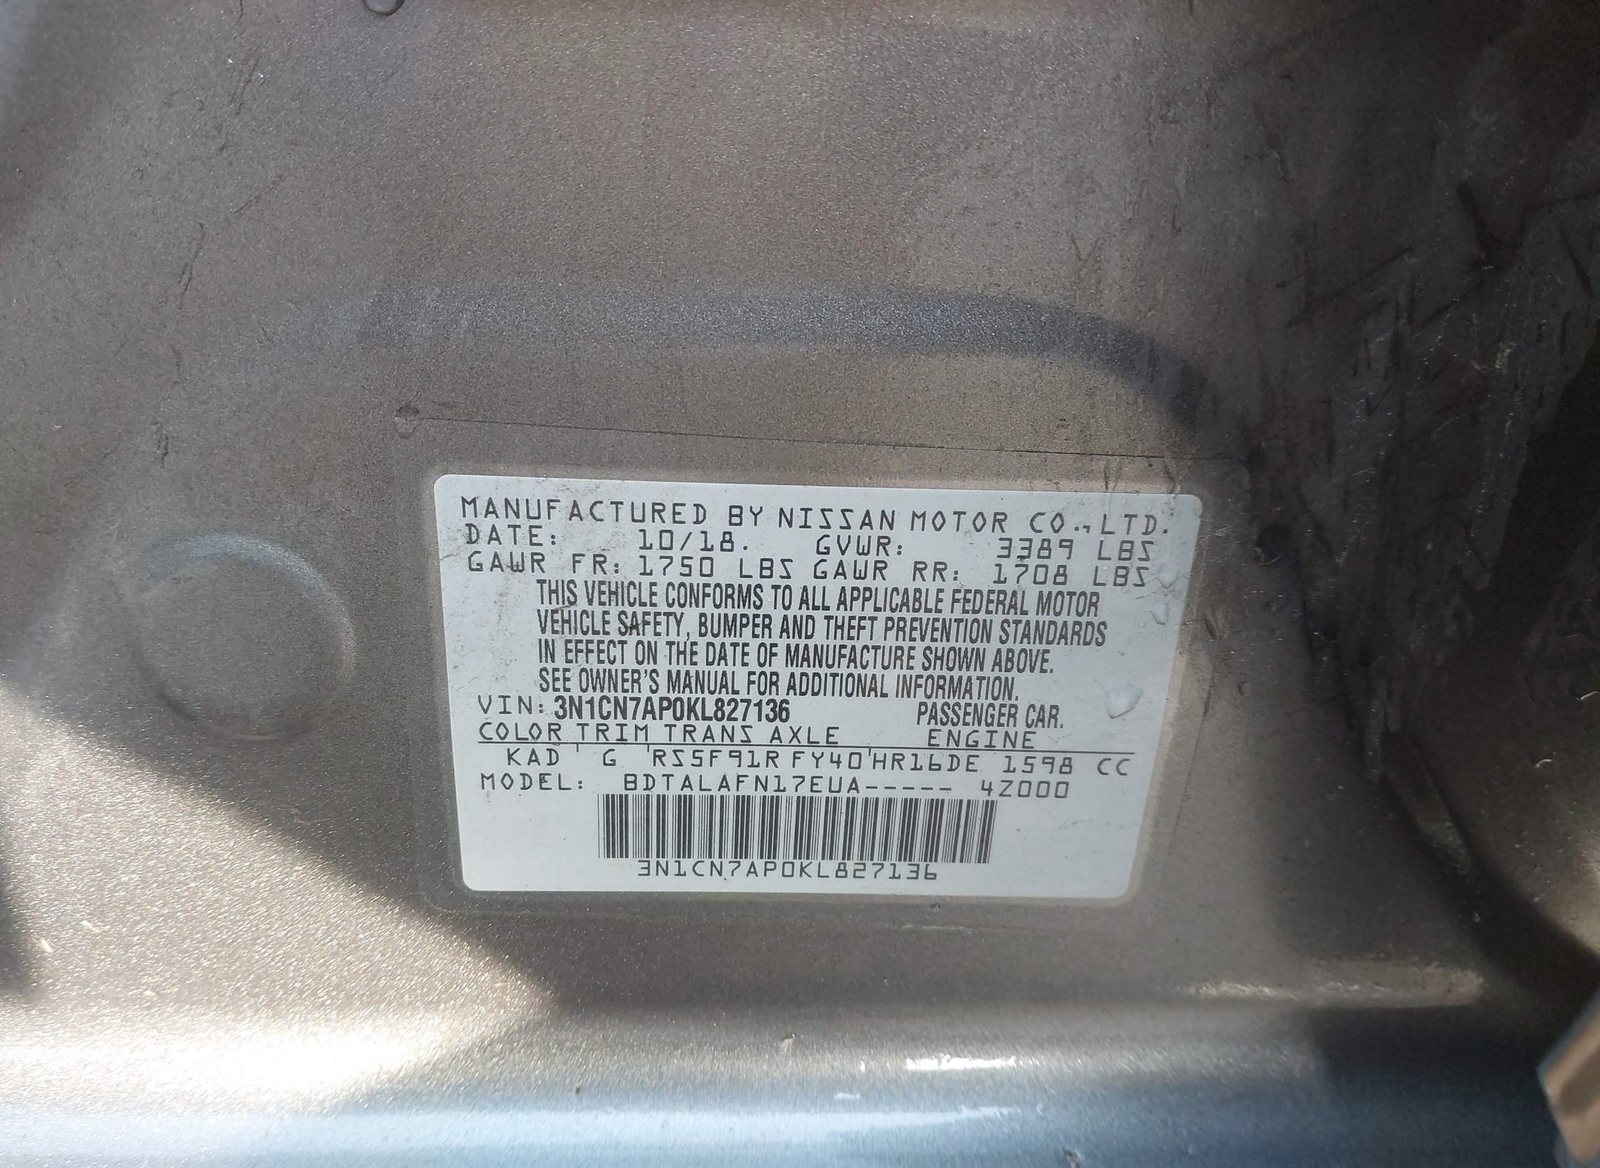 MANUFACTURED BY NISSAN MOTOR CO., LTD.
DATE: 10/18. GVWR: 3389 LBS
GAWR FR: 1750 LBS GAWR RR: 1708 LBS
THIS VEHICLE CONFORMS TO ALL APPLICABLE FEDERAL MOTOR
VEHICLE SAFETY, BUMPER AND THEFT PREVENTION STANDARDS
IN EFFECT ON THE DATE OF MANUFACTURE SHOWN ABOVE.
SEE OWNER'S MANUAL FOR ADDITIONAL INFORMATION.
VIN: 3N1CN7AP0KL827136 PASSENGER CAR.
COLOR TRIM TRANS AXLE ENGINE
KAD G RS5F91R FY40 HR16DE 1598 CC
MODEL: BDTALAFN17EUA----- 4Z000
3N1CN7AP0KL827136